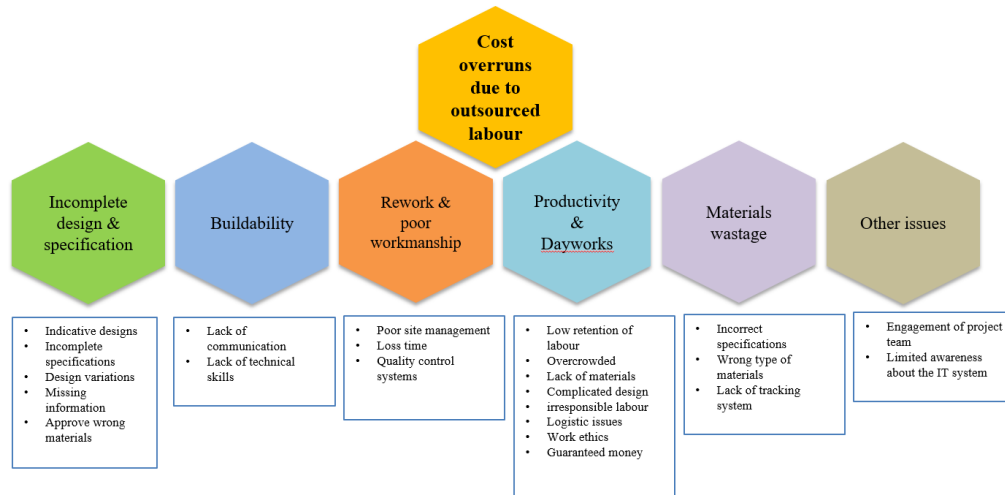 Cost
overruns
due to
outsourced
labour
Incomplete
design &
specification
Buildability
Rework &
poor
workmanship
Productivity
&
Dayworks
Materials
wastage
Other issues
• Indicative designs
• Incomplete
specifications
• Design variations
• Missing
information
• Approve wrong
materials
• Lack of
communication
• Lack of technical
skills
• Poor site management
• Loss time
• Quality control
systems
• Low retention of
labour
• Overcrowded
• Lack of materials
• Complicated design
• irresponsible labour
• Logistic issues
• Work ethics
• Guaranteed money
• Incorrect
specifications
• Wrong type of
materials
• Lack of tracking
system
• Engagement of project
team
• Limited awareness
about the IT system